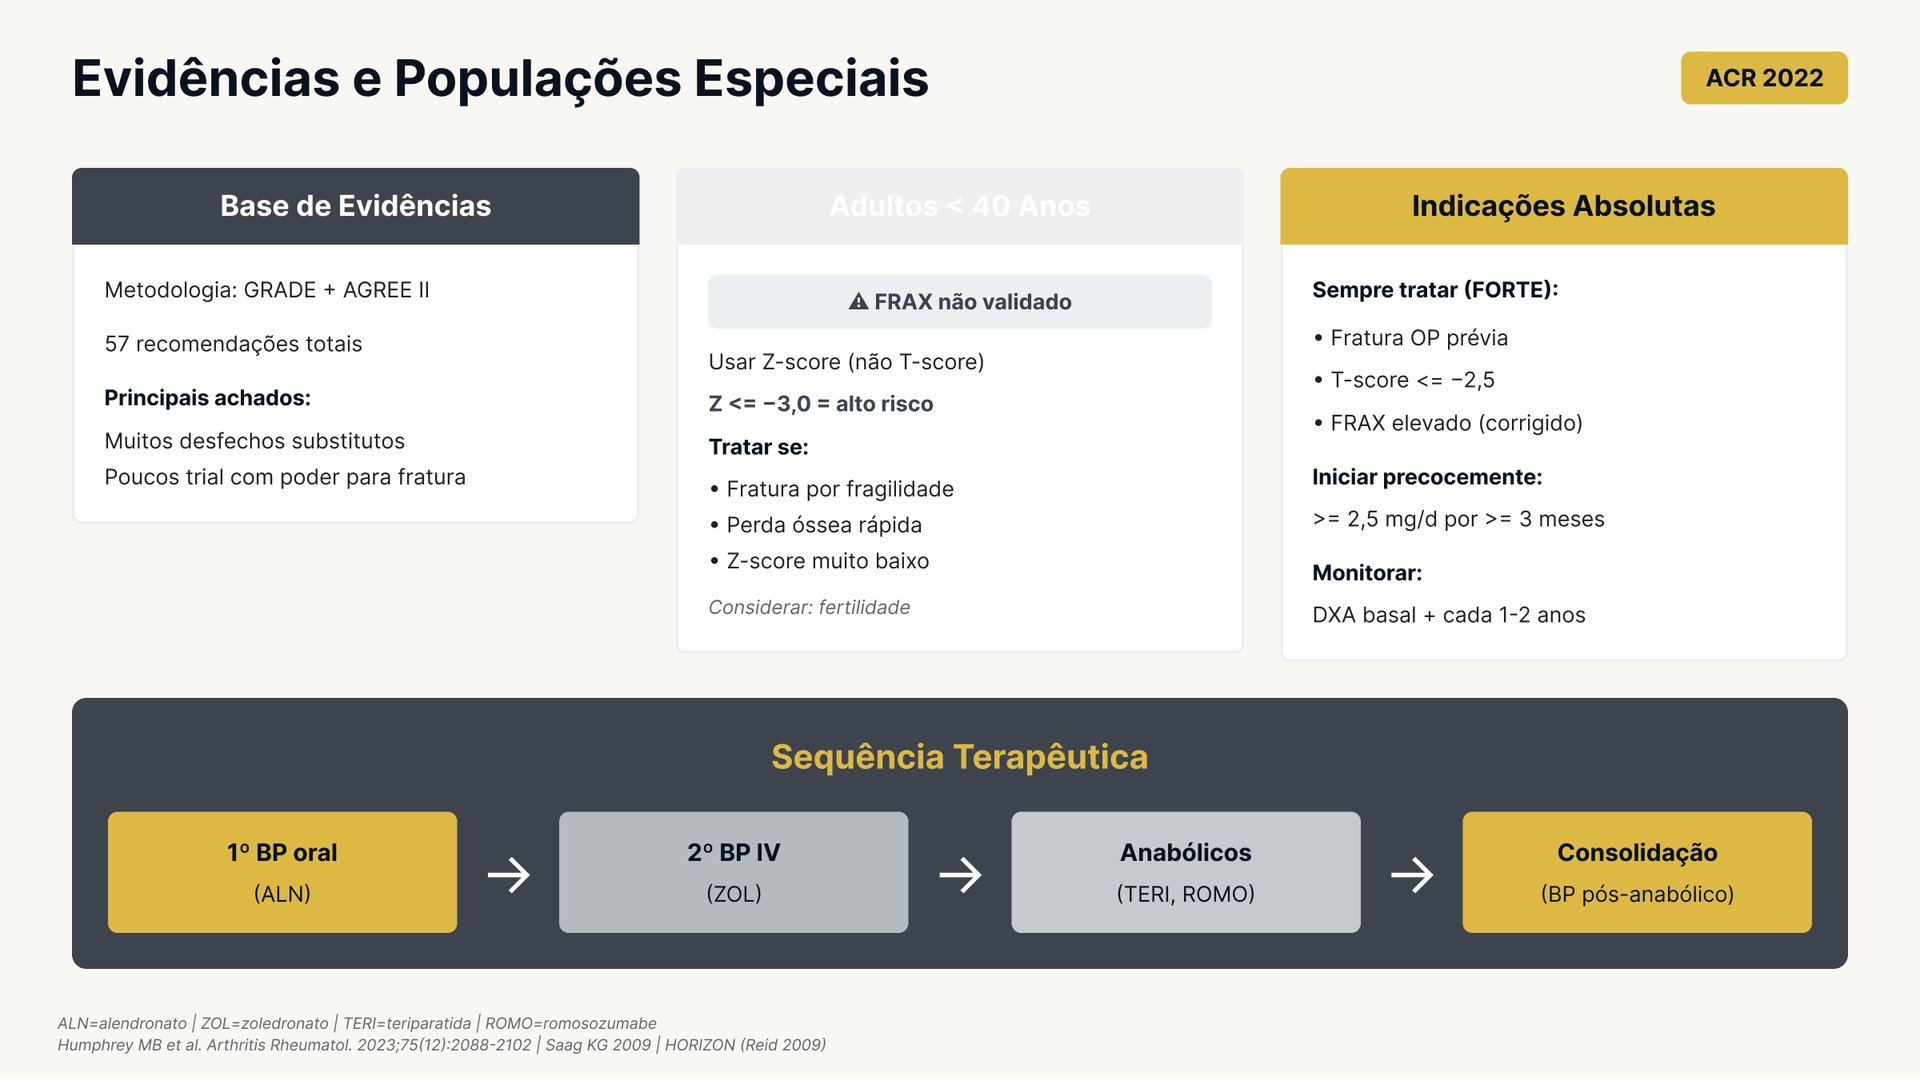 Evidências e Populações Especiais
ACR 2022
Base de Evidências
Metodologia: GRADE + AGREE II
57 recomendações totais
Principais achados:
Muitos desfechos substitutos
Poucos trial com poder para fratura
Adultos < 40 Anos
⚠ FRAX não validado
Usar Z-score (não T-score)
Z <= −3,0 = alto risco
Tratar se:
• Fratura por fragilidade
• Perda óssea rápida
• Z-score muito baixo
Considerar: fertilidade
Indicações Absolutas
Sempre tratar (FORTE):
• Fratura OP prévia
• T-score <= −2,5
• FRAX elevado (corrigido)
Iniciar precocemente:
>= 2,5 mg/d por >= 3 meses
Monitorar:
DXA basal + cada 1-2 anos
Sequência Terapêutica
1º BP oral
(ALN)
→
2º BP IV
(ZOL)
→
Anabólicos
(TERI, ROMO)
→
Consolidação
(BP pós-anabólico)
ALN=alendronato | ZOL=zoledronato | TERI=teriparatida | ROMO=romosozumabe
Humphrey MB et al. Arthritis Rheumatol. 2023;75(12):2088-2102 | Saag KG 2009 | HORIZON (Reid 2009)